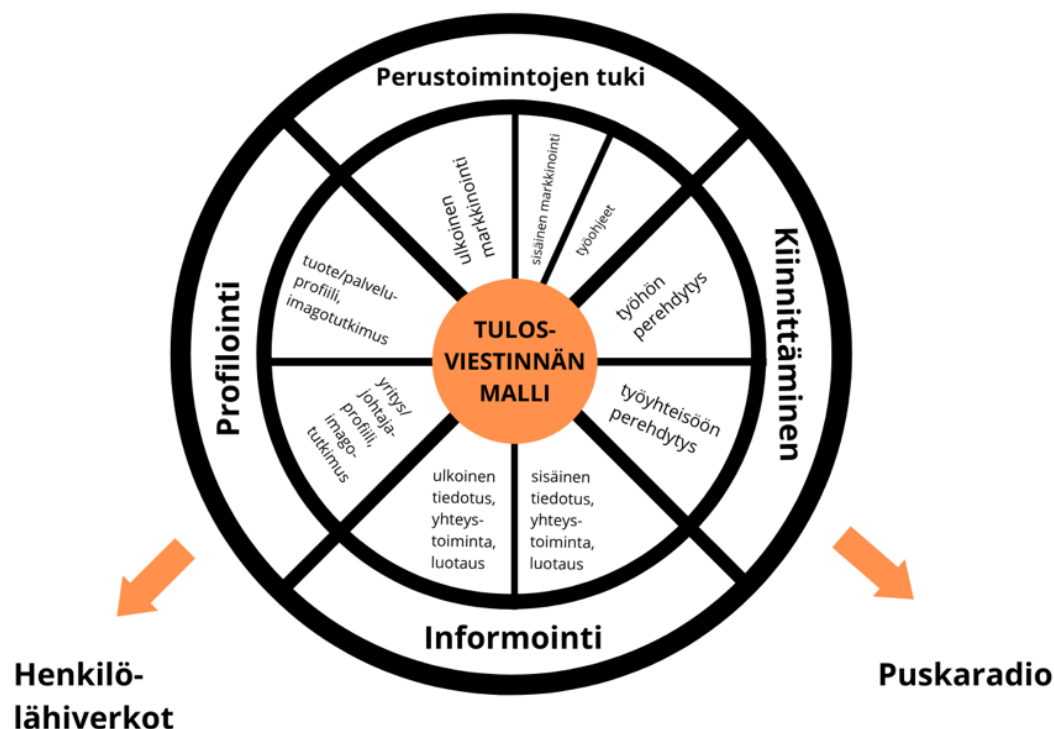 Perustoimintojen tuki
ulkoinen
markkinointi
sisäinen markkinointi
työohjeet
Kiinnittäminen
työhön
perehdytys
työyhteisöön
perehdytys
Profilointi
tuote/palvelu-
profiili,
imagotutkimus
yritys/
johtaja-
profiili,
imago-
tutkimus
TULOS-
VIESTINNÄN
MALLI
ulkoinen
tiedotus,
yhteys-
toiminta,
luotaus
sisäinen
tiedotus,
yhteys-
toiminta,
luotaus
Informointi
Henkilö-
lähiverkot
Puskaradio